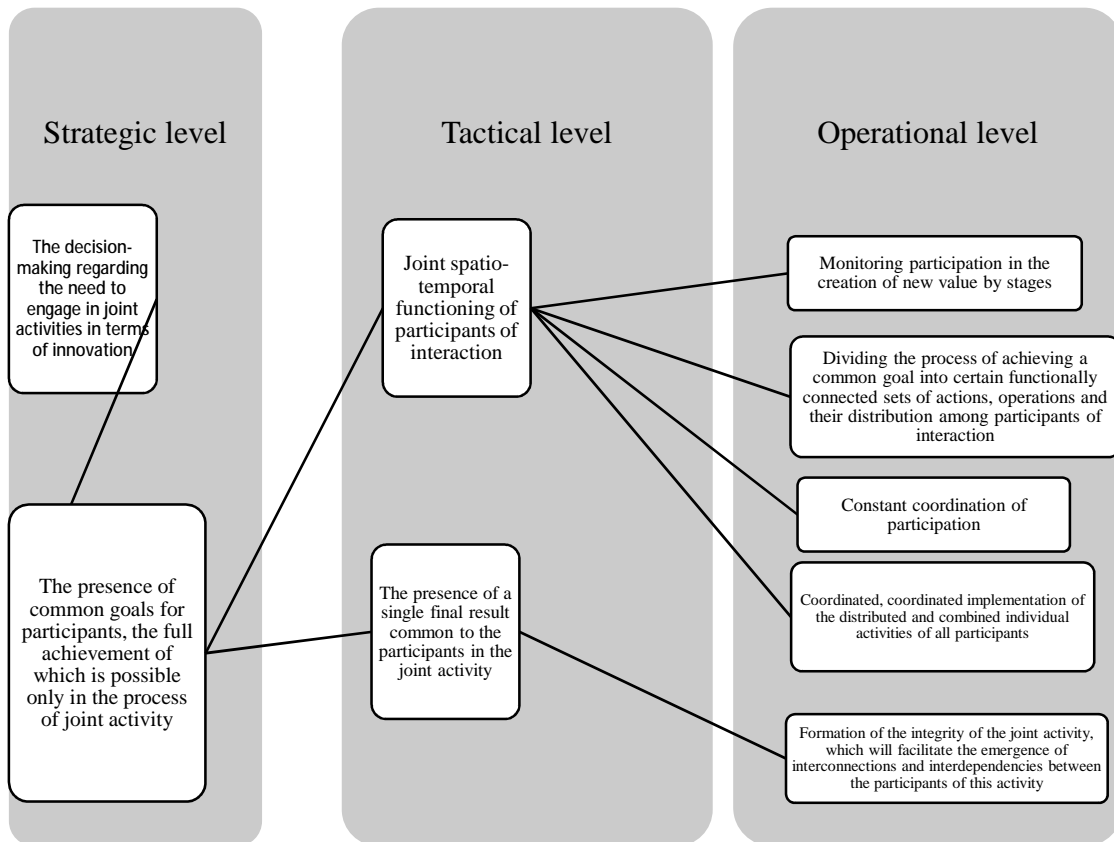 Strategic level
The decision-
making regarding
the need to
engage in joint
activities in terms
of innovation
The presence of
common goals for
participants, the full
achievement of
which is possible
only in the process
of joint activity
Tactical level
Joint spatio-
temporal
functioning of
participants of
interaction
The presence of a
single final result
common to the
participants in the
joint activity
Operational level
Monitoring participation in the
creation of new value by stages
Dividing the process of achieving a
common goal into certain functionally
connected sets of actions, operations and
their distribution among participants of
interaction
Constant coordination of
participation
Coordinated, coordinated implementation of
the distributed and combined individual
activities of all participants
Formation of the integrity of the joint activity,
which will facilitate the emergence of
interconnections and interdependencies between
the participants of this activity